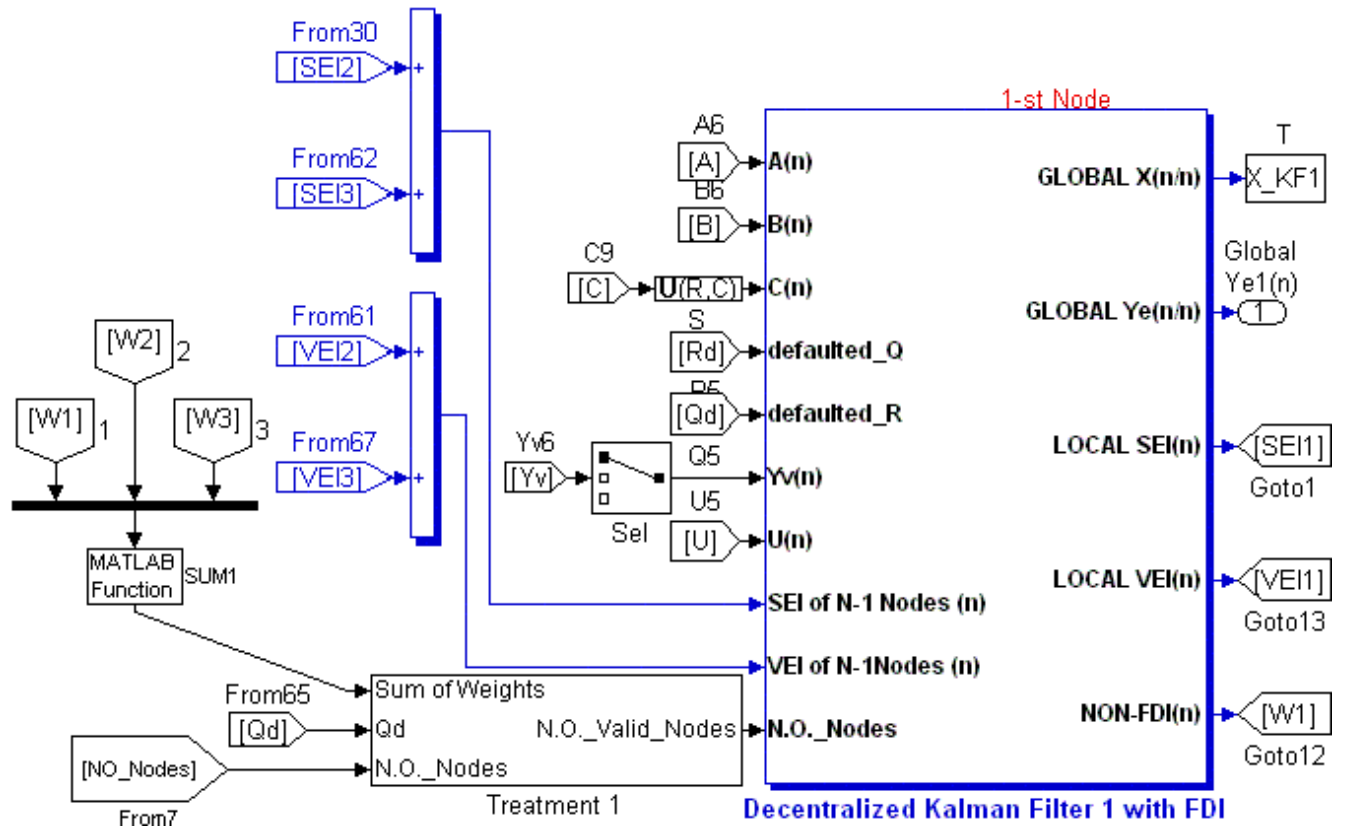 From30
[SEI2]
+
From62
[SEI3]
+
From61
[VEI2]
+
From67
[VEI3]
+
[W2] 2
[W1] 1
[W3] 3
MATLAB
Function
SUM1
A6
[A]
B6
[B]
C9
[C]
U(R,C)
S
[Rd]
[Qd]
Yv6
[Yv]
Sel
Q5
U5
[U]
From65
[Qd]
[NO_Nodes]
From7
Sum of Weights
Qd
N.O._Valid_Nodes
N.O._Nodes
Treatment 1
1-st Node
A(n)
B(n)
C(n)
defaulted_Q
defaulted_R
Yv(n)
U(n)
SEI of N-1 Nodes (n)
VEI of N-1Nodes (n)
N.O._Nodes
GLOBAL X(n/n)
GLOBAL Ye(n/n)
LOCAL SEI(n)
LOCAL VEI(n)
NON-FDI(n)
Decentralized Kalman Filter 1 with FDI
T
X_KF1
Global
Ye1(n)
1
[SEI1]
Goto1
[VEI1]
Goto13
[W1]
Goto12